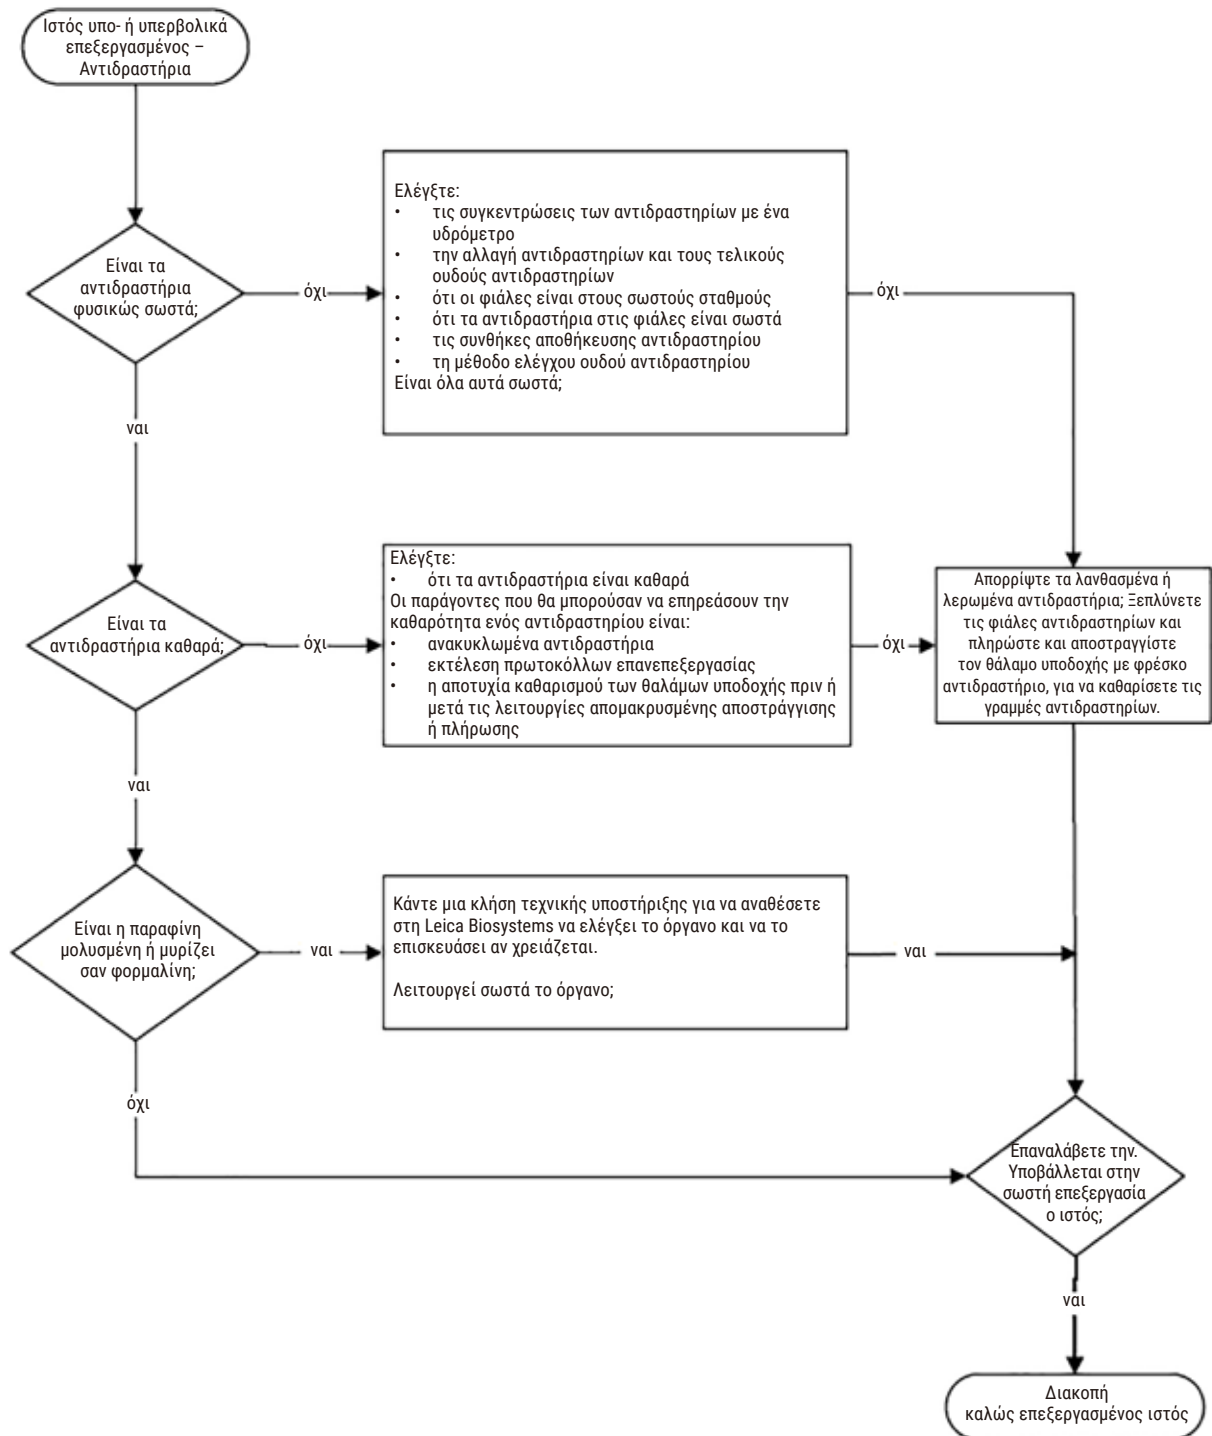 Ιστός υπο- ή υπερβολικά
επεξεργασμένος –
Αντιδραστήρια
Ελέγξτε:
• τις συγκεντρώσεις των αντιδραστηρίων με ένα
υδρόμετρο
• την αλλαγή αντιδραστηρίων και τους τελικούς
ουδούς αντιδραστηρίων
• ότι οι φιάλες είναι στους σωστούς σταθμούς
• ότι τα αντιδραστήρια στις φιάλες είναι σωστά
• τις συνθήκες αποθήκευσης αντιδραστηρίου
• τη μέθοδο ελέγχου ουδού αντιδραστηρίου
Είναι όλα αυτά σωστά;
Είναι τα
αντιδραστήρια
φυσικώς σωστά;
όχι
όχι
ναι
Ελέγξτε:
• ότι τα αντιδραστήρια είναι καθαρά
Οι παράγοντες που θα μπορούσαν να επηρεάσουν την
καθαρότητα ενός αντιδραστηρίου είναι:
• ανακυκλωμένα αντιδραστήρια
• εκτέλεση πρωτοκόλλων επανεπεξεργασίας
• η αποτυχία καθαρισμού των θαλάμων υποδοχής πριν ή
μετά τις λειτουργίες απομακρυσμένης αποστράγγισης
ή πλήρωσης
Είναι τα
αντιδραστήρια καθαρά;
όχι
όχι
Απορρίψτε τα λανθασμένα ή
λερωμένα αντιδραστήρια; Ξεπλύνετε
τις φιάλες αντιδραστηρίων και
πληρώστε και αποστραγγίστε
τον θάλαμο υποδοχής με φρέσκο
αντιδραστήριο, για να καθαρίσετε τις
γραμμές αντιδραστηρίων.
ναι
Είναι η παραφίνη
μολυσμένη ή μυρίζει
σαν φορμαλίνη;
ναι
Κάντε μια κλήση τεχνικής υποστήριξης για να αναθέσετε
στη Leica Biosystems να ελέγξει το όργανο και να το
επισκευάσει αν χρειάζεται.
Λειτουργεί σωστά το όργανο;
ναι
όχι
Επαναλάβετε την.
Υποβάλλεται στην
σωστή επεξεργασία
ο ιστός;
ναι
Διακοπή
καλώς επεξεργασμένος ιστός